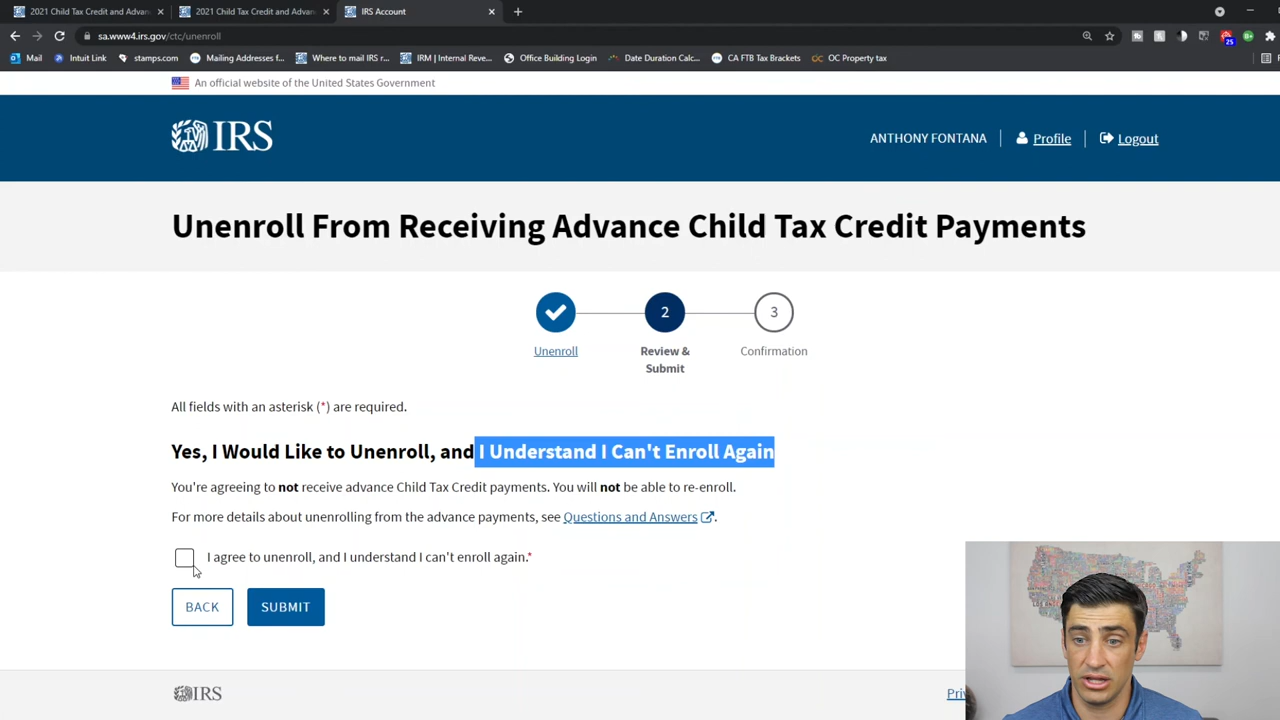 2021 Child Tax Credit and Advan
2021 Child Tax Credit and Advan
IRS Account
sa.www4.irs.gov/ctc/unenroll
25
Mail
Intuit Link
stamps.com
Mailing Addresses f...
Where to mail IRS r...
IRM | Internal Reve...
Office Building Login
Date Duration Calc...
CA FTB Tax Brackets
OC Property tax
An official website of the United States Government
IRS
ANTHONY FONTANA
Profile
Logout
Unenroll From Receiving Advance Child Tax Credit Payments
2
3
Unenroll
Review &
Submit
Confirmation
All fields with an asterisk (*) are required.
Yes, I Would Like to Unenroll, and I Understand I Can't Enroll Again
You're agreeing to not receive advance Child Tax Credit payments. You will not be able to re-enroll.
For more details about unenrolling from the advance payments, see Questions and Answers.
I agree to unenroll, and I understand I can't enroll again.*
BACK
SUBMIT
IRS